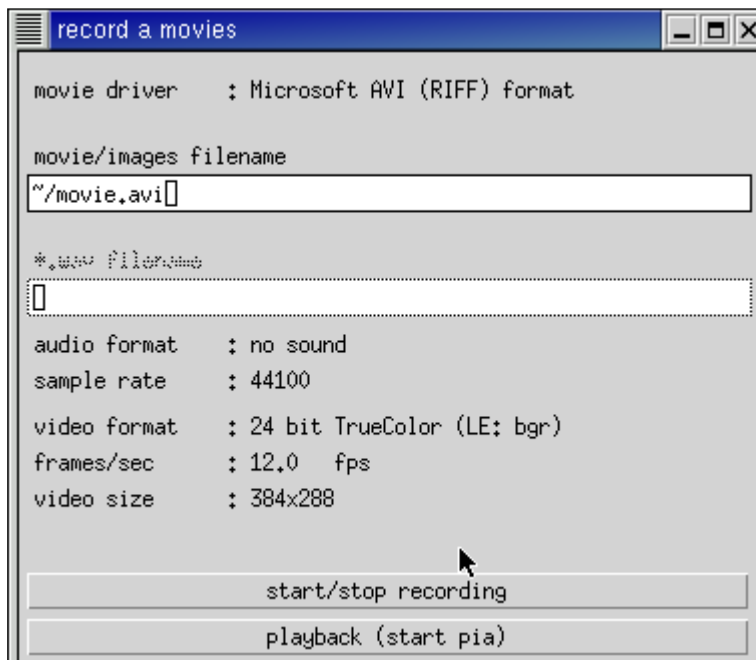 record a movies
movie driver : Microsoft AVI (RIFF) format
movie/images filename
~/movie.avi
*.wav filename
audio format : no sound
sample rate : 44100
video format : 24 bit TrueColor (LE: bgr)
frames/sec : 12.0 fps
video size : 384x288
start/stop recording
playback (start pia)